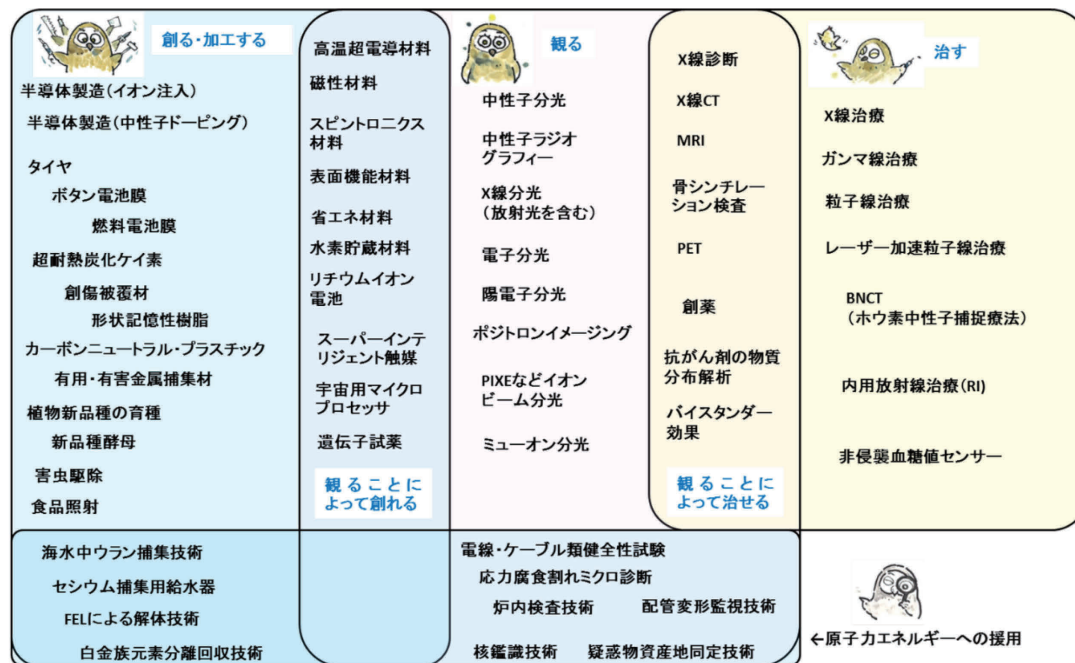 創る・加工する
半導体製造(イオン注入)
半導体製造(中性子ドーピング)
タイヤ
ボタン電池膜
燃料電池膜
超耐熱炭化ケイ素
創傷被覆材
形状記憶性樹脂
カーボンニュートラル・プラスチック
有用・有害金属捕集材
植物新品種の育種
新品種酵母
害虫駆除
食品照射
高温超電導材料
磁性材料
スピントロニクス
材料
表面機能材料
省エネ材料
水素貯蔵材料
リチウムイオン
電池
スーパーインテ
リジェント触媒
宇宙用マイクロ
プロセッサ
遺伝子試薬
観ることに
よって創れる
観る
中性子分光
中性子ラジオ
グラフィー
X線分光
(放射光を含む)
電子分光
陽電子分光
ポジトロンイメージング
PIXEなどイオン
ビーム分光
ミューオン分光
X線診断
X線CT
MRI
骨シンチレー
ション検査
PET
創薬
抗がん剤の物質
分布解析
バイスタンダー
効果
観ることに
よって治せる
治す
X線治療
ガンマ線治療
粒子線治療
レーザー加速粒子線治療
BNCT
(ホウ素中性子捕捉療法)
内用放射線治療(RI)
非侵襲血糖値センサー
海水中ウラン捕集技術
セシウム捕集用給水器
FELによる解体技術
白金族元素分離回収技術
電線・ケーブル類健全性試験
応力腐食割れミクロ診断
炉内検査技術 配管変形監視技術
核鑑識技術 疑惑物資産地同定技術
←原子力エネルギーへの援用